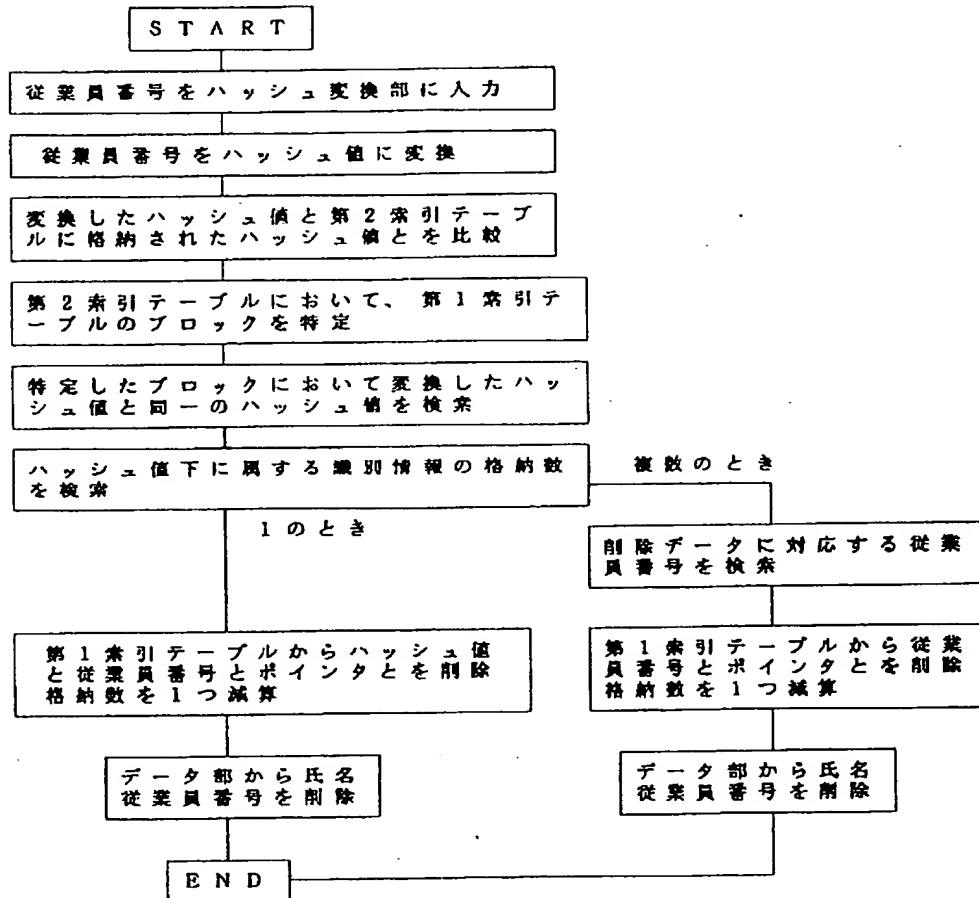 START
従業員番号をハッシュ変換部に入力
従業員番号をハッシュ値に変換
変換したハッシュ値と第2索引テーブ
ルに格納されたハッシュ値とを比較
第2索引テーブルにおいて、第1索引テ
ーブルのブロックを特定
特定したブロックにおいて変換したハッ
シュ値と同一のハッシュ値を検索
ハッシュ値下に属する識別情報の格納数
を検索
複数のとき
1のとき
削除データに対応する従業
員番号を検索
第1索引テーブルからハッシュ値
と従業員番号とポインタとを削除
格納数を1つ減算
第1索引テーブルから従業
員番号とポインタとを削除
格納数を1つ減算
データ部から氏名
従業員番号を削除
データ部から氏名
従業員番号を削除
END